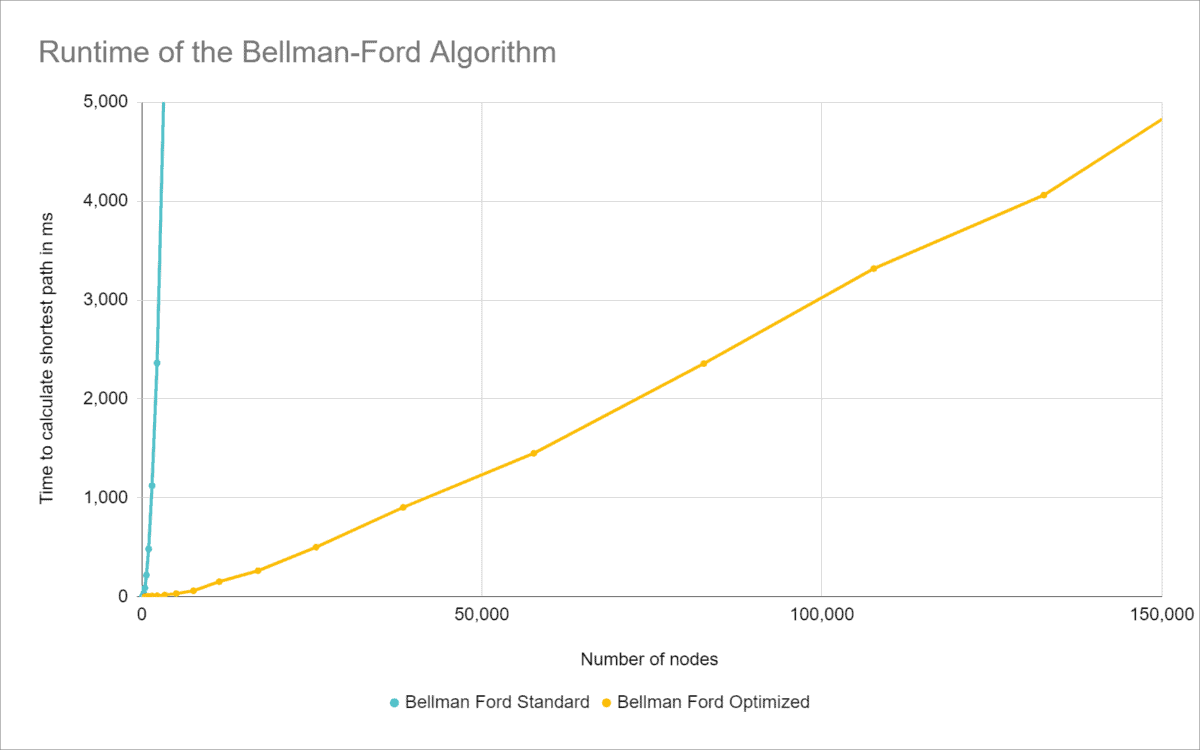 Runtime of the Bellman-Ford Algorithm
Time to calculate shortest path in ms
5,000
4,000
3,000
2,000
1,000
0
0 50,000 100,000 150,000
Number of nodes
Bellman Ford Standard Bellman Ford Optimized